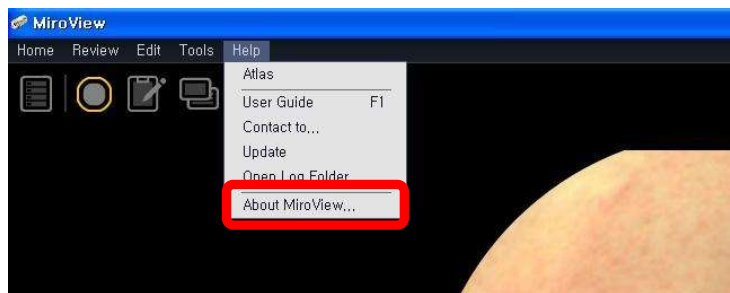 MiroView
Home Review Edit Tools Help
Atlas
User Guide F1
Contact to...
Update
Open Log Folder
About MiroView...